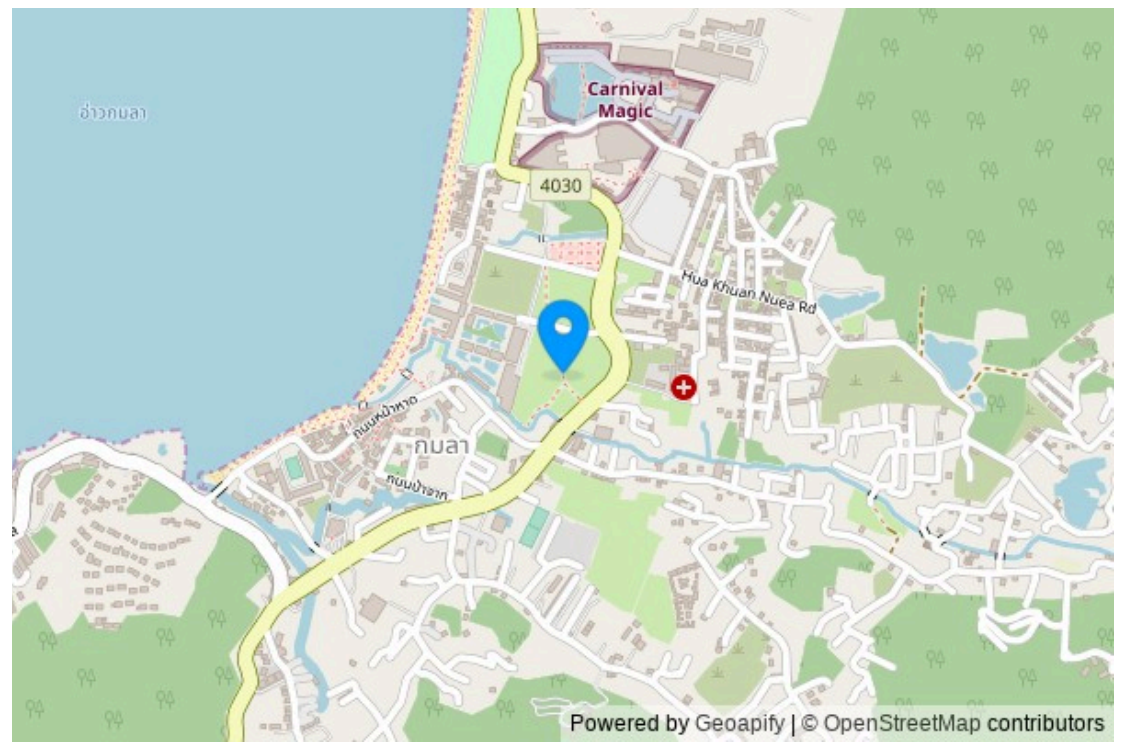 อ่าวกมลา
Carnival
Magic
4030
Hua Khuan Nuea Rd
ถนนหน้าหาด
กมลา
ถนนป่าจาก
Powered by Geoapify | © OpenStreetMap contributors